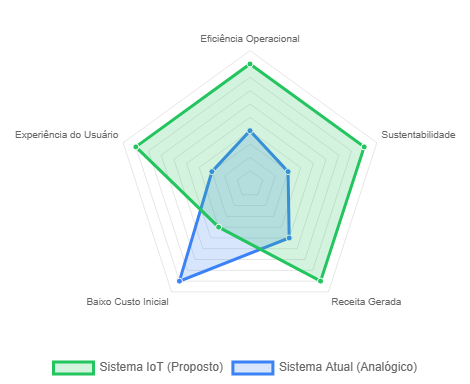 Eficiência Operacional
Experiência do Usuário
Sustentabilidade
Baixo Custo Inicial
Receita Gerada
Sistema IoT (Proposto)
Sistema Atual (Analógico)